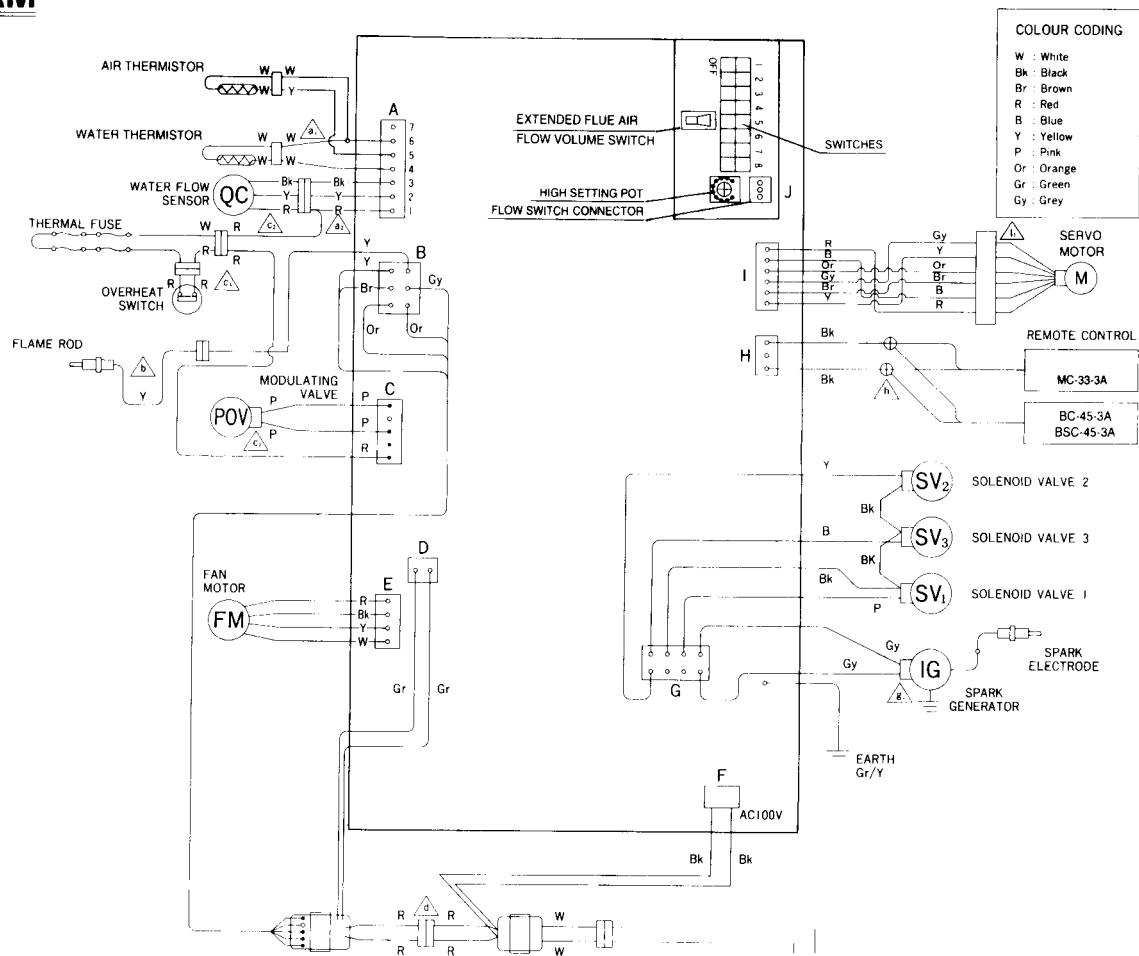 COLOUR CODING
W : White
Bk : Black
Br : Brown
R : Red
B : Blue
Y : Yellow
P : Pink
Or : Orange
Gr : Green
Gy : Grey
AIR THERMISTOR
W W
W Y
WATER THERMISTOR
W W
W W
a₁
A
7
6
5
4
3
2
1
WATER FLOW
SENSOR
QC
Bk Bk
Y Y
R R
c₂
a₂
THERMAL FUSE
W R
R R
c₁
R R
OVERHEAT
SWITCH
FLAME ROD
b
Y
Y
Y
B
Gy
Br
Or Or
MODULATING
VALVE
POV
P P
P P
R
C
EXTENDED FLUE AIR
FLOW VOLUME SWITCH
OFF
1
2
3
4
5
6
7
8
SWITCHES
HIGH SETTING POT
FLOW SWITCH CONNECTOR
J
I
R
B
Or
Gy
Br
Y
Gy
Y
Or
Br
B
R
SERVO
MOTOR
M
H
Bk
Bk
h
REMOTE CONTROL
MC-33-3A
BC-45-3A
BSC-45-3A
Y
SV₂
SOLENOID VALVE 2
Bk
B
SV₃
SOLENOID VALVE 3
BK
Bk
SV₁
SOLENOID VALVE 1
P
D
FAN
MOTOR
FM
E
R
Bk
Y
W
Gr Gr
G
Gy
Gy
g
IG
SPARK
GENERATOR
SPARK
ELECTRODE
EARTH
Gr/Y
F
AC100V
Bk Bk
d
R R
R R
W
W